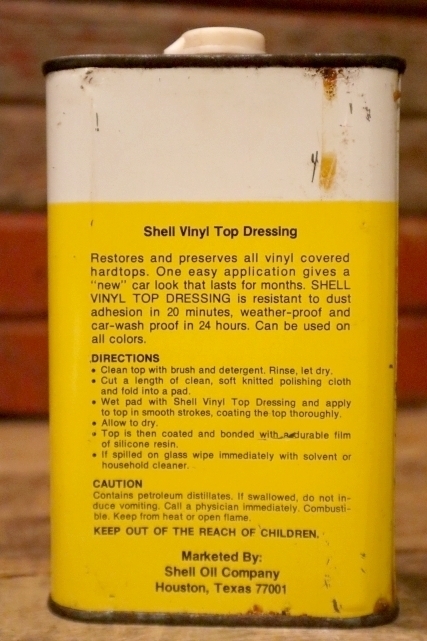 Shell Vinyl Top Dressing
Restores and preserves all vinyl covered
hardtops. One easy application gives a
"new" car look that lasts for months. SHELL
VINYL TOP DRESSING is resistant to dust
adhesion in 20 minutes, weather-proof and
car-wash proof in 24 hours. Can be used on
all colors.
DIRECTIONS
• Clean top with brush and detergent. Rinse, let dry.
• Cut a length of clean, soft knitted polishing cloth
and fold into a pad.
• Wet pad with Shell Vinyl Top Dressing and apply
to top in smooth strokes, coating the top thoroughly.
• Allow to dry.
• Top is then coated and bonded with a durable film
of silicone resin.
• If spilled on glass wipe immediately with solvent or
household cleaner.
CAUTION
Contains petroleum distillates. If swallowed, do not in-
duce vomiting. Call a physician immediately. Combusti-
ble. Keep from heat or open flame.
KEEP OUT OF THE REACH OF CHILDREN.
Marketed By:
Shell Oil Company
Houston, Texas 77001